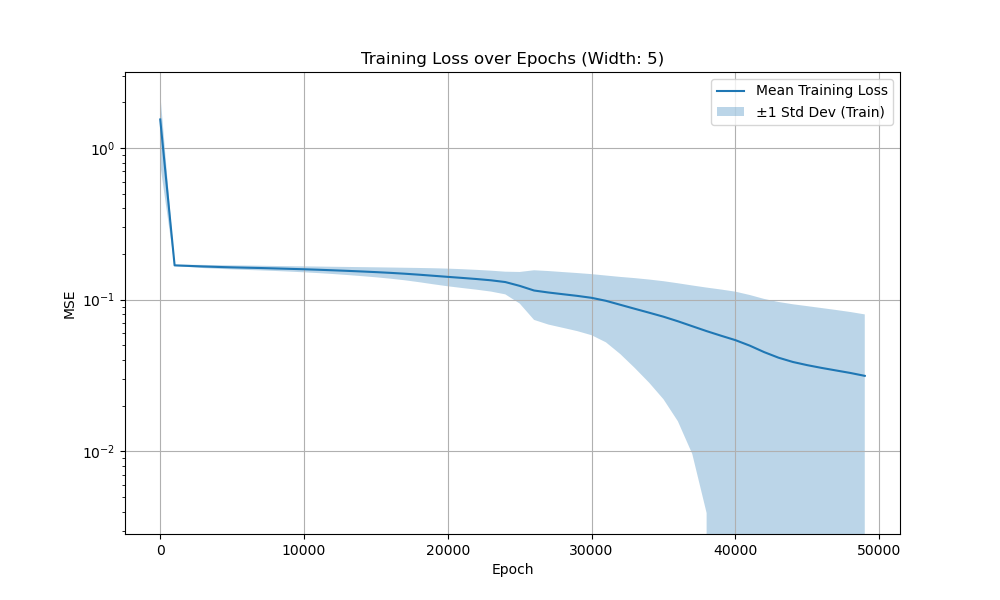 Training Loss over Epochs (Width: 5)
Mean Training Loss
±1 Std Dev (Train)
MSE
10⁰
10⁻¹
10⁻²
0 10000 20000 30000 40000 50000
Epoch